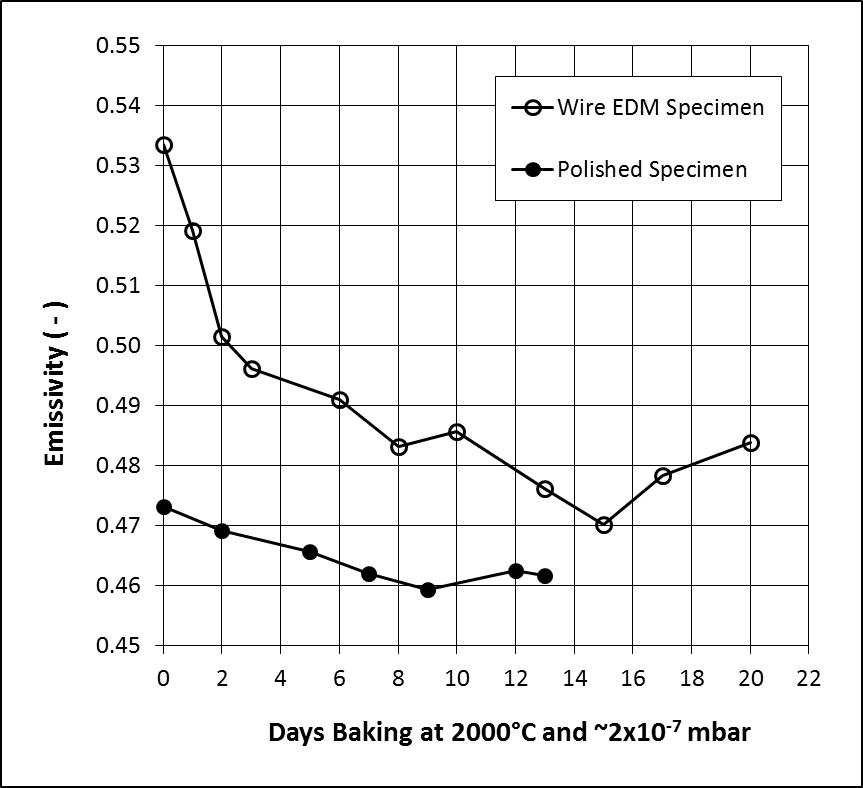 0.55
0.54
0.53
0.52
0.51
0.50
0.49
0.48
0.47
0.46
0.45
Emissivity ( - )
Wire EDM Specimen
Polished Specimen
0 2 4 6 8 10 12 14 16 18 20 22
Days Baking at 2000°C and ~2x10⁻⁷ mbar